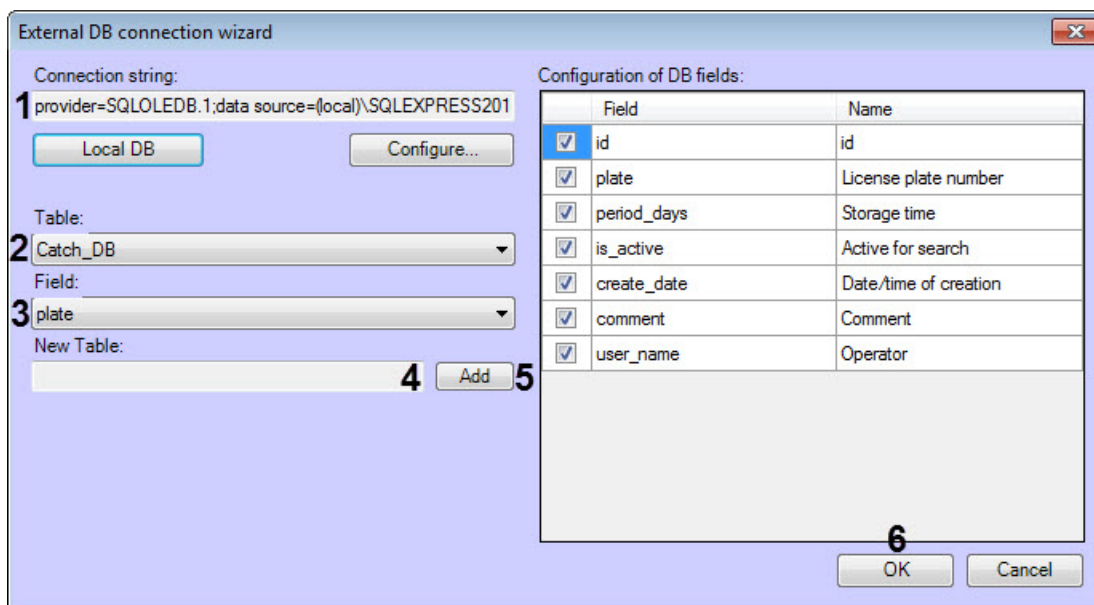 External DB connection wizard
Connection string:
1 provider=SQLOLEDB.1;data source=(local)\SQLEXPRESS201
Local DB Configure...
Table:
2 Catch_DB
Field:
3 plate
New Table:
4 Add 5
Configuration of DB fields:
Field Name
id id
plate License plate number
period_days Storage time
is_active Active for search
create_date Date/time of creation
comment Comment
user_name Operator
6
OK Cancel